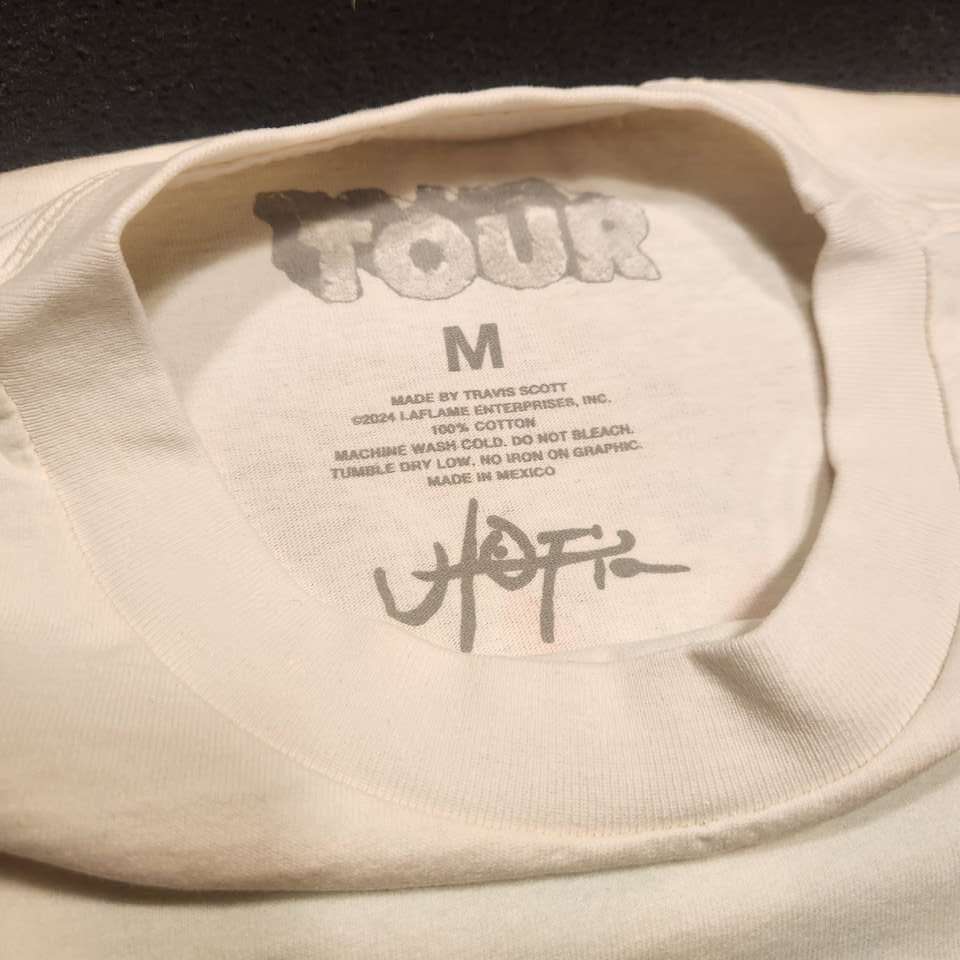 TOUR
M
MADE BY TRAVIS SCOTT
©2024 LAFLAME ENTERPRISES, INC.
100% COTTON
MACHINE WASH COLD. DO NOT BLEACH.
TUMBLE DRY LOW. NO IRON ON GRAPHIC.
MADE IN MEXICO